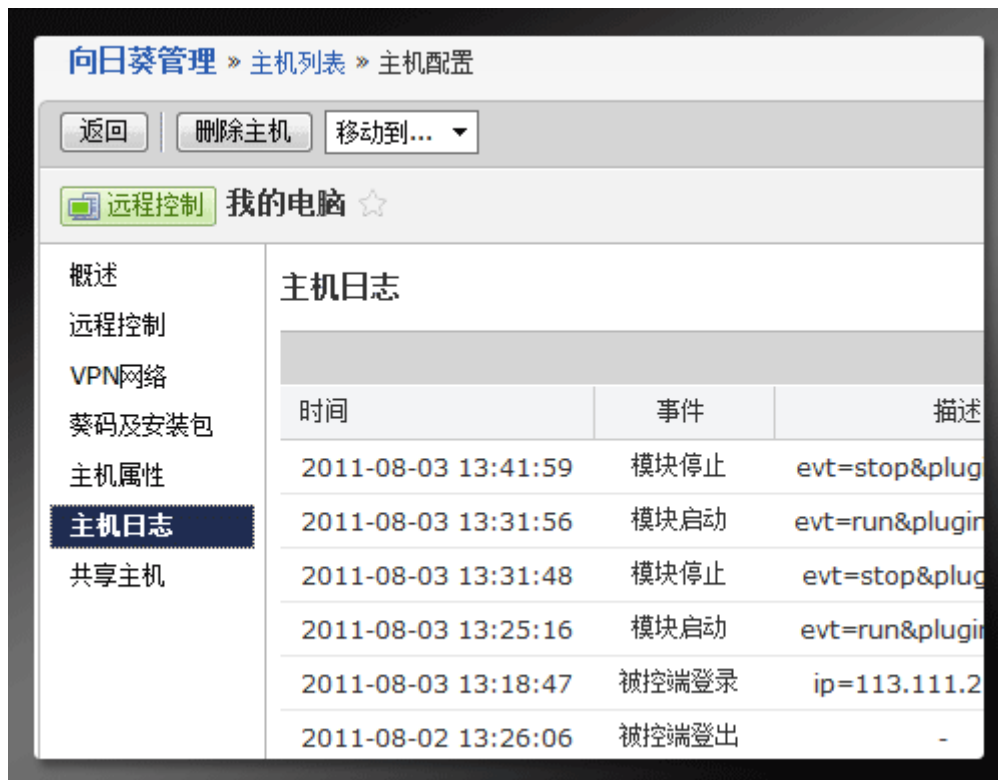 向日葵管理 » 主机列表 » 主机配置
返回 删除主机 移动到...
远程控制 我的电脑
概述
远程控制
VPN网络
葵码及安装包
主机属性
主机日志
共享主机
主机日志
时间 事件 描述
2011-08-03 13:41:59 模块停止 evt=stop&plug
2011-08-03 13:31:56 模块启动 evt=run&plugin
2011-08-03 13:31:48 模块停止 evt=stop&plug
2011-08-03 13:25:16 模块启动 evt=run&plugi
2011-08-03 13:18:47 被控端登录 ip=113.111.2
2011-08-02 13:26:06 被控端登出 -